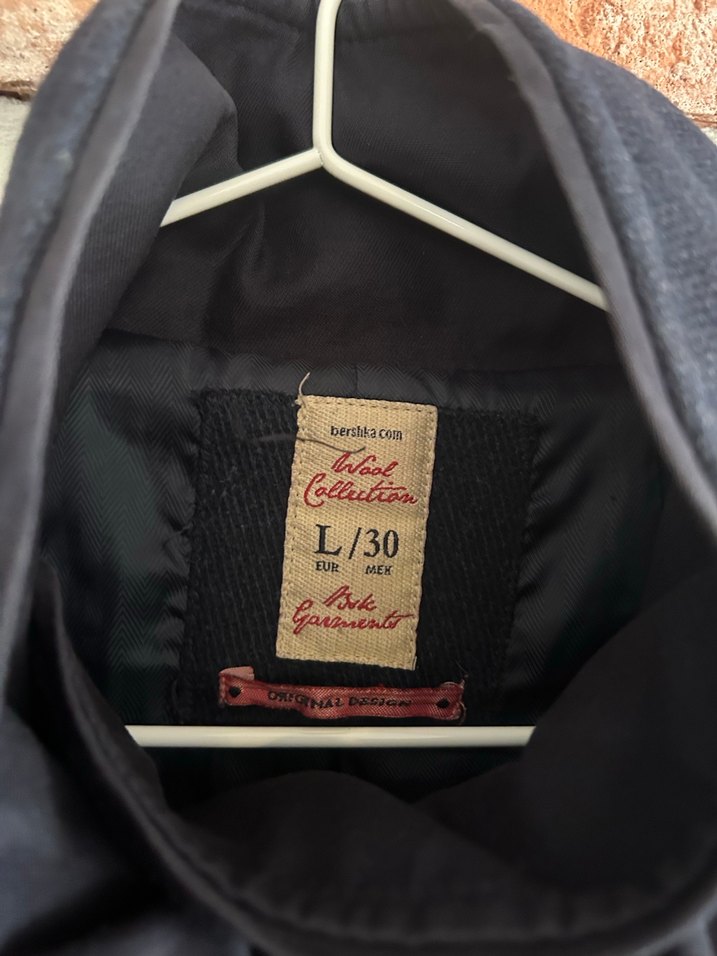 bershka.com
Wool
Collection
L/30
EUR MEX
Bsk
Garments
ORIGINAL DESIGN